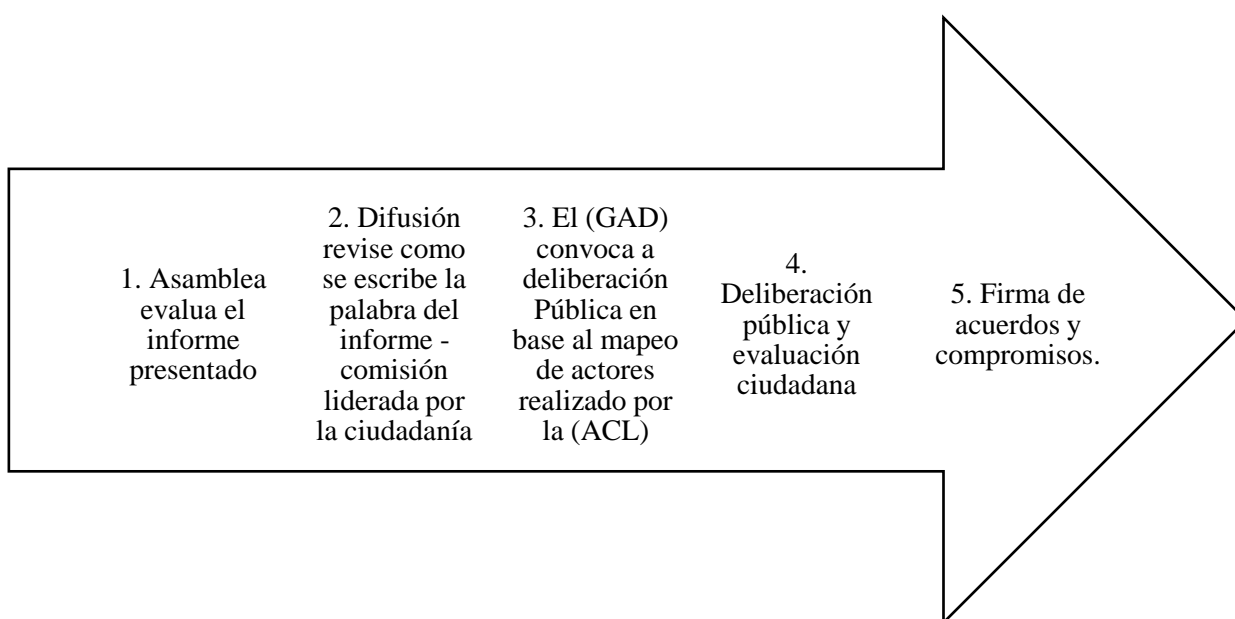 1. Asamblea
evalua el
informe
presentado
2. Difusión
revise como
se escribe la
palabra del
informe -
comisión
liderada por
la ciudadanía
3. El (GAD)
convoca a
deliberación
Pública en
base al mapeo
de actores
realizado por
la (ACL)
4.
Deliberación
pública y
evaluación
ciudadana
5. Firma de
acuerdos y
compromisos.